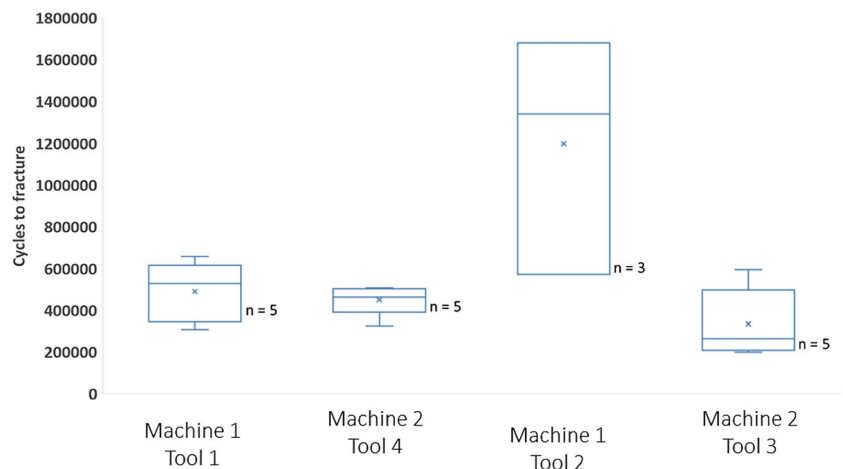 1800000
1600000
1400000
1200000
1000000
800000
600000
400000
200000
0
Cycles to fracture
n = 5
n = 5
n = 3
n = 5
Machine 1
Tool 1
Machine 2
Tool 4
Machine 1
Tool 2
Machine 2
Tool 3